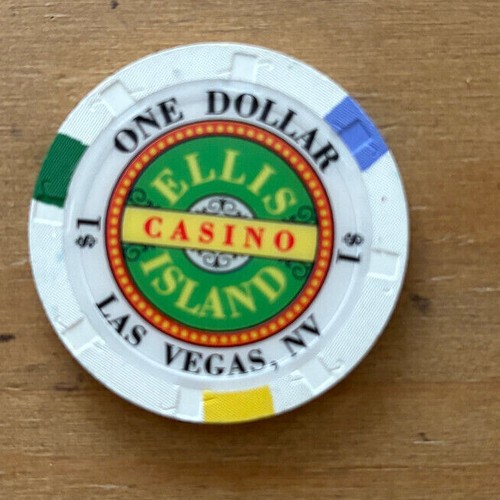 ONE DOLLAR
ELLIS
$1 CASINO $1
ISLAND
LAS VEGAS, NV